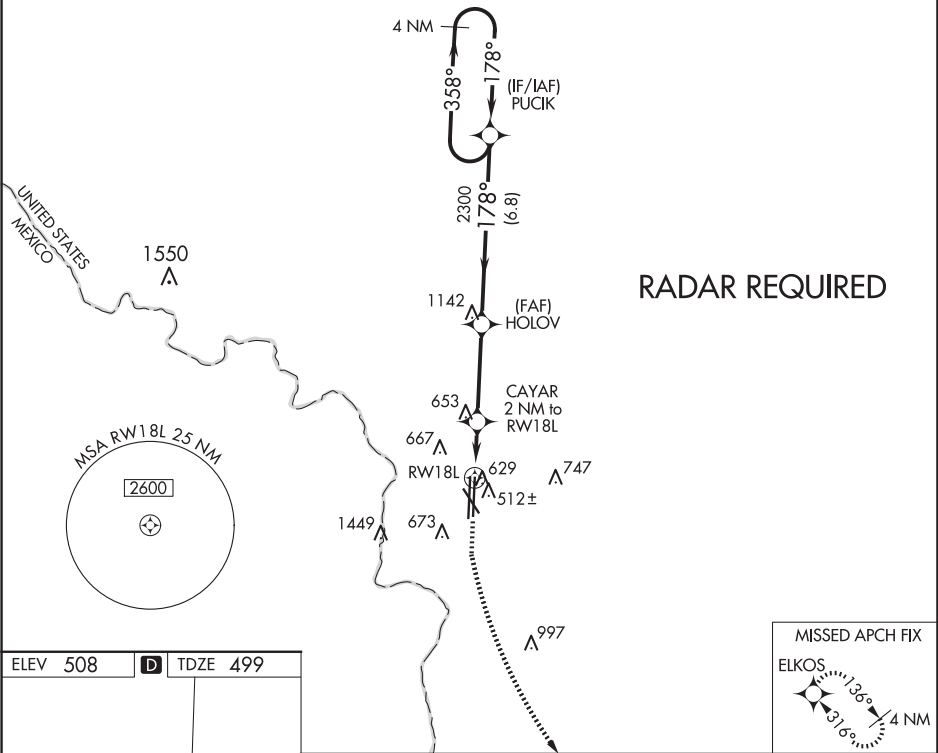 4 NM
358°
178°
(IF/IAF)
PUCIK
2300
178°
(6.8)
UNITED STATES
MEXICO
1550
RADAR REQUIRED
1142
(FAF)
HOLOV
CAYAR
2 NM to
RW18L
653
667
RW18L
629
747
512±
MSA RW18L 25 NM
2600
1449
673
997
MISSED APCH FIX
ELKOS
136°
316°
4 NM
ELEV 508 D TDZE 499